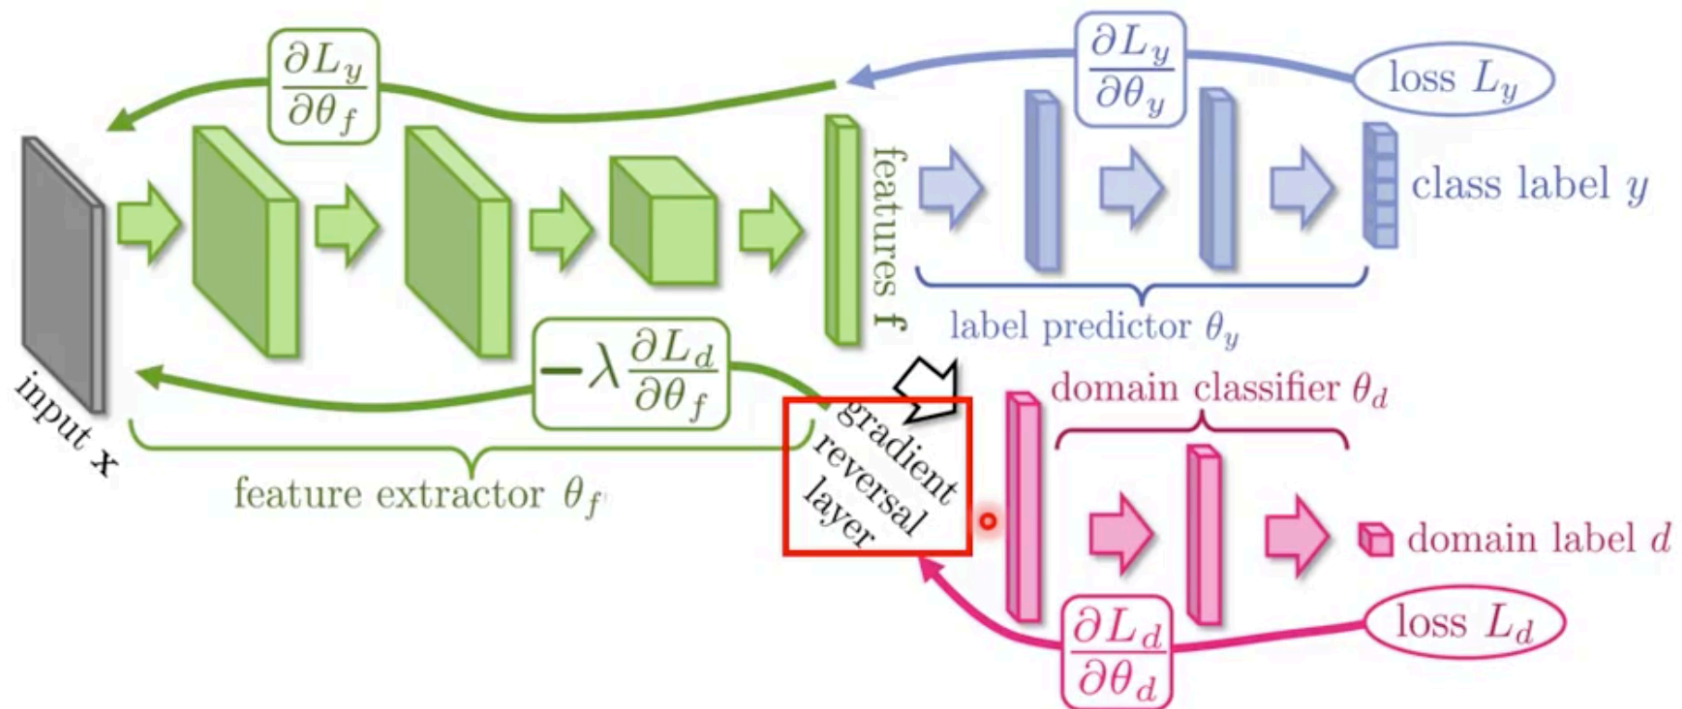 ∂L_y
∂θ_f
∂L_y
∂θ_y
loss L_y
features f
class label y
label predictor θ_y
−λ ∂L_d
∂θ_f
input x
feature extractor θ_f
gradient
reversal
layer
domain classifier θ_d
domain label d
∂L_d
∂θ_d
loss L_d